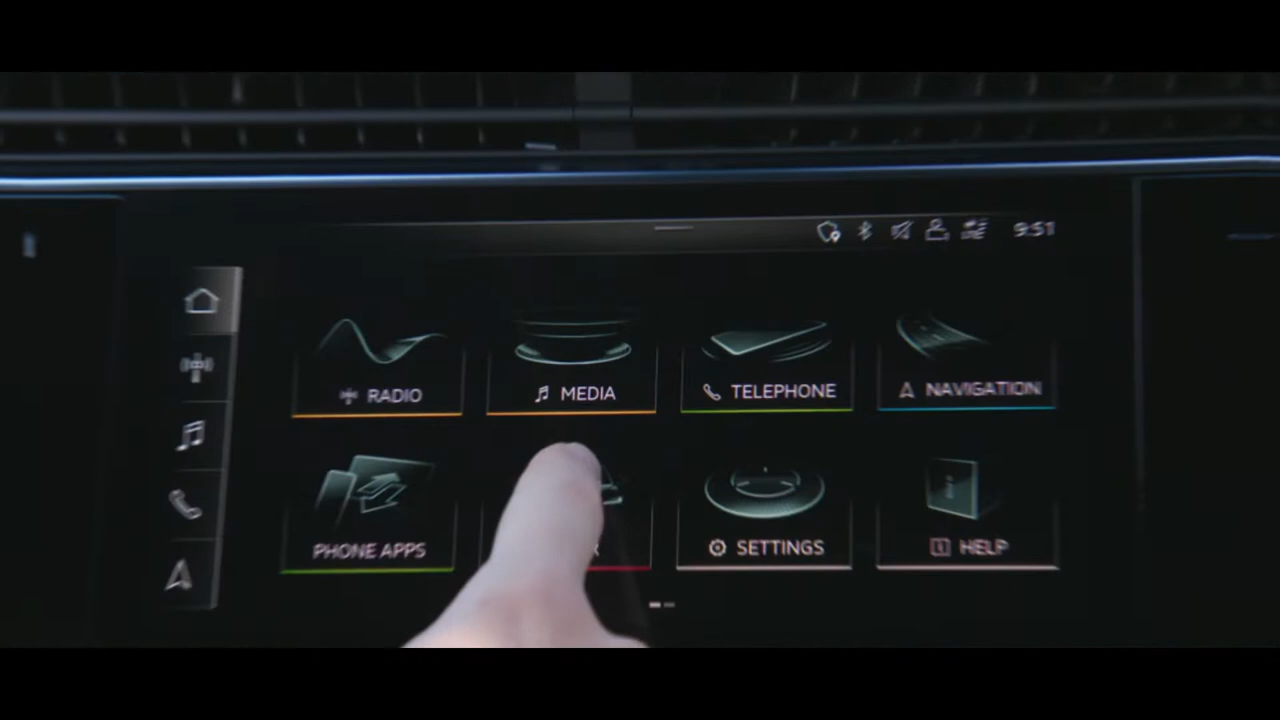 9:51
RADIO
MEDIA
TELEPHONE
NAVIGATION
PHONE APPS
SETTINGS
HELP